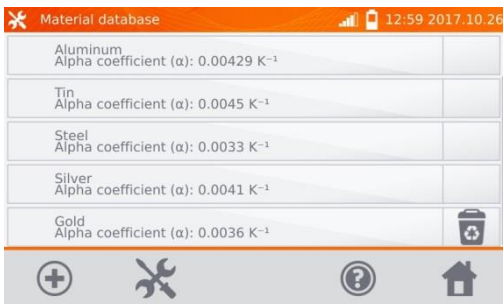 Material database
12:59 2017.10.26
Aluminum
Alpha coefficient (α): 0.00429 K⁻¹
Tin
Alpha coefficient (α): 0.0045 K⁻¹
Steel
Alpha coefficient (α): 0.0033 K⁻¹
Silver
Alpha coefficient (α): 0.0041 K⁻¹
Gold
Alpha coefficient (α): 0.0036 K⁻¹